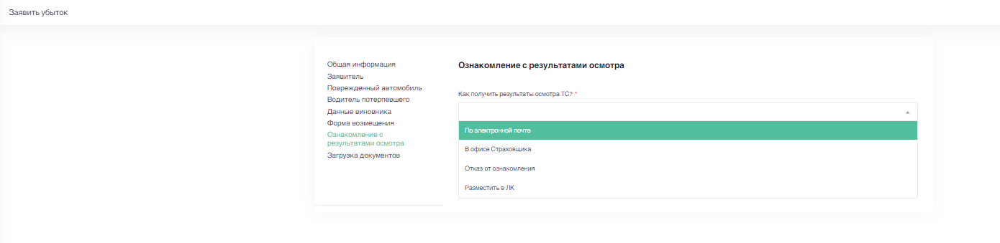 Заявить убыток
Общая информация
Заявитель
Поврежденный автомобиль
Водитель потерпевшего
Данные виновника
Форма возмещения
Ознакомление с
результатами осмотра
Загрузка документов
Ознакомление с результатами осмотра
Как получить результаты осмотра ТС? *
По электронной почте
В офисе Страховщика
Отказ от ознакомления
Разместить в ЛК